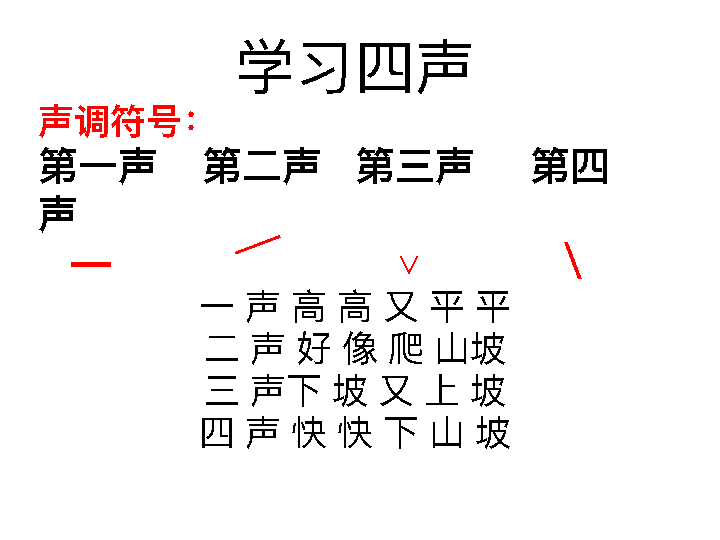 学习四声
声调符号：
第一声 第二声 第三声 第四
声
一 ／ ∨ \
一 声 高 高 又 平 平
二 声 好 像 爬 山 坡
三 声 下 坡 又 上 坡
四 声 快 快 下 山 坡